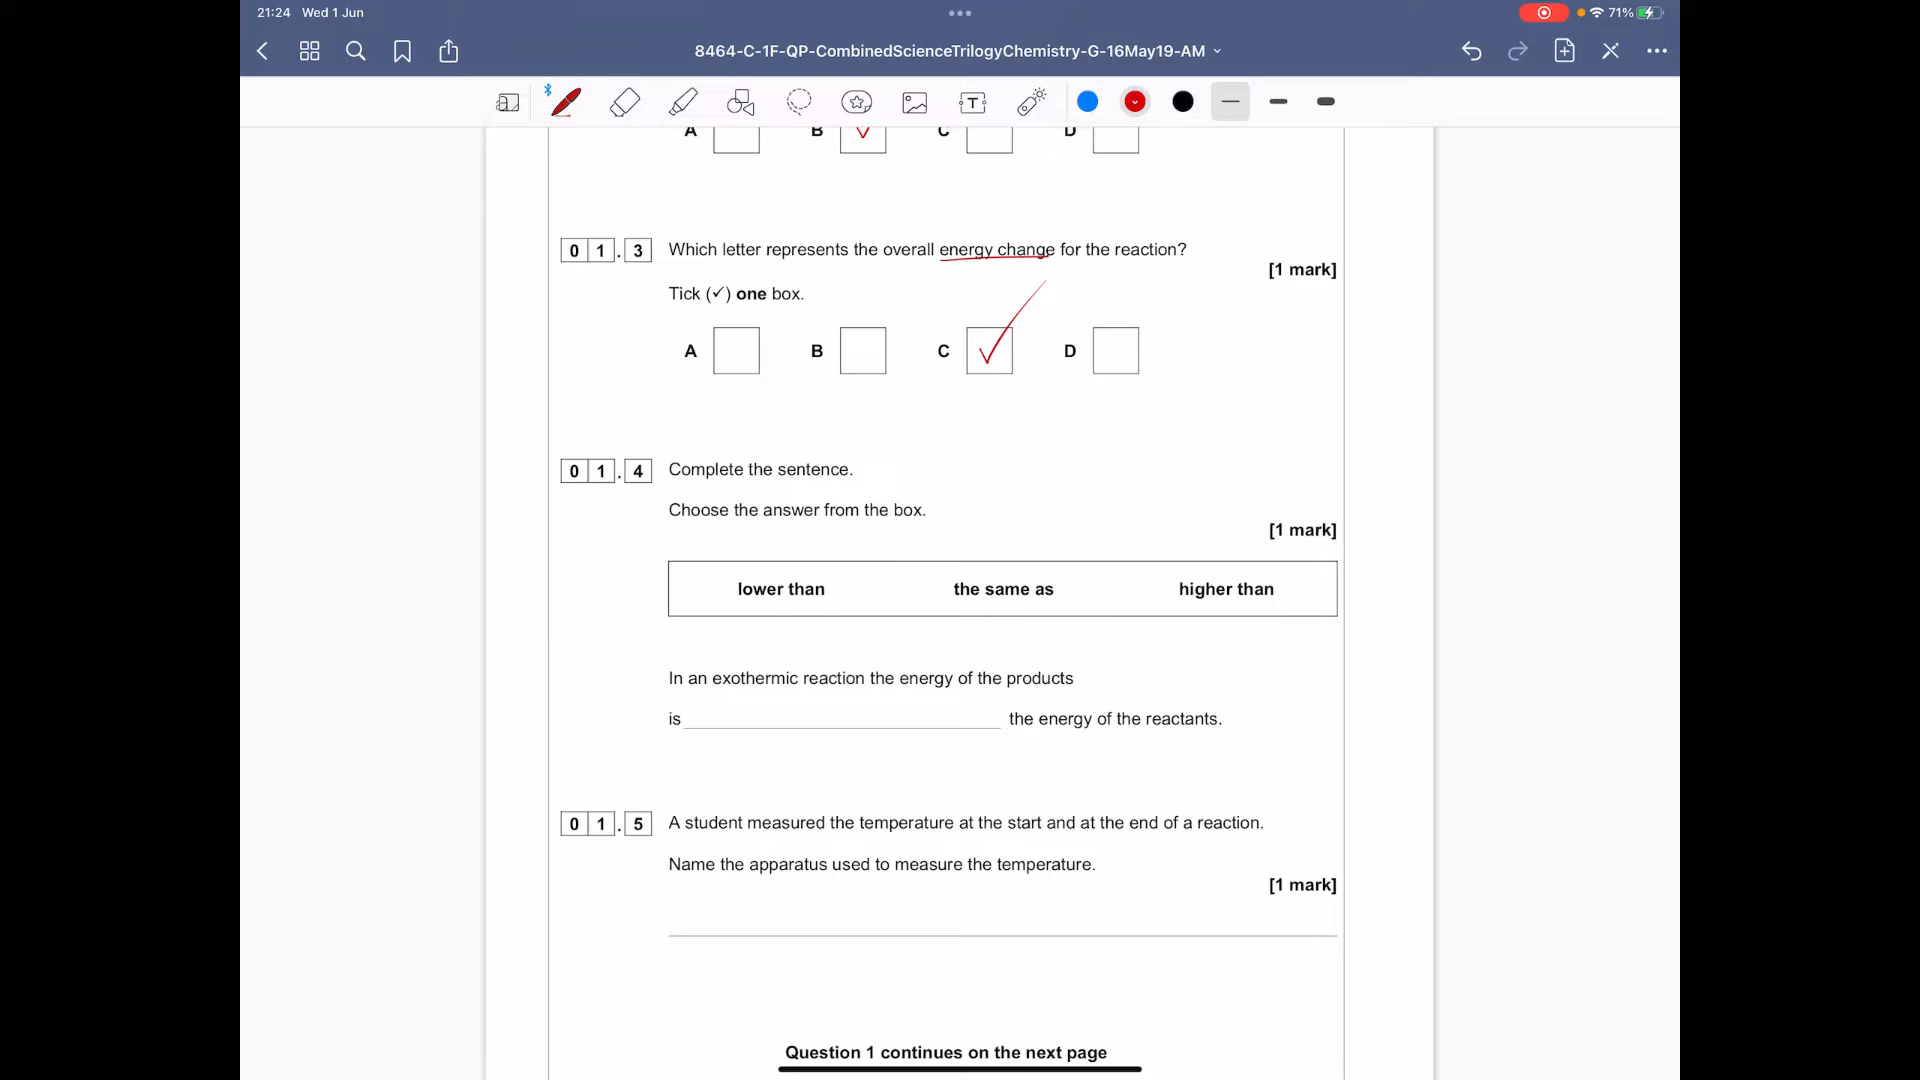 21:24 Wed 1 Jun
71%
8464-C-1F-QP-CombinedScienceTrilogyChemistry-G-16May19-AM
T
A B C D
0 1 . 3 Which letter represents the overall energy change for the reaction?
[1 mark]
Tick (✓) one box.
A B C ✓ D
0 1 . 4 Complete the sentence.
Choose the answer from the box.
[1 mark]
lower than the same as higher than
In an exothermic reaction the energy of the products
is ______ the energy of the reactants.
0 1 . 5 A student measured the temperature at the start and at the end of a reaction.
Name the apparatus used to measure the temperature.
[1 mark]
Question 1 continues on the next page